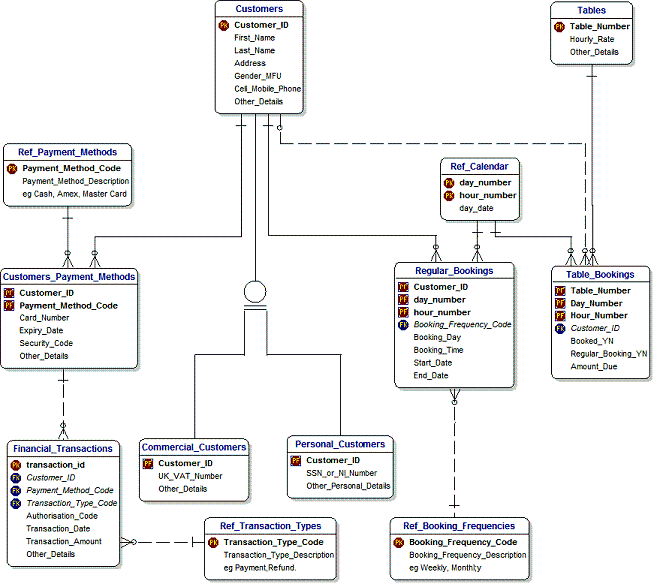 Customers
PK Customer_ID
First_Name
Last_Name
Address
Gender_MFU
Cell_Mobile_Phone
Other_Details
Tables
PK Table_Number
Hourly_Rate
Other_Details
Ref_Payment_Methods
PK Payment_Method_Code
Payment_Method_Description
eg Cash, Amex, Master Card
Ref_Calendar
PK day_number
PK hour_number
day_date
Customers_Payment_Methods
PF Customer_ID
PF Payment_Method_Code
Card_Number
Expiry_Date
Security_Code
Other_Details
Regular_Bookings
PF Customer_ID
PF day_number
PF hour_number
FK Booking_Frequency_Code
Booking_Day
Booking_Time
Start_Date
End_Date
Table_Bookings
PF Table_Number
PF Day_Number
PF Hour_Number
FK Customer_ID
Booked_YN
Regular_Booking_YN
Amount_Due
Financial_Transactions
PK transaction_id
FK Customer_ID
FK Payment_Method_Code
FK Transaction_Type_Code
Authorisation_Code
Transaction_Date
Transaction_Amount
Other_Details
Commercial_Customers
PF Customer_ID
UK_VAT_Number
Other_Details
Personal_Customers
PF Customer_ID
SSN_or_NI_Number
Other_Personal_Details
Ref_Transaction_Types
PK Transaction_Type_Code
Transaction_Type_Description
eg Payment,Refund.
Ref_Booking_Frequencies
PK Booking_Frequency_Code
Booking_Frequency_Description
eg Weekly, Monthly